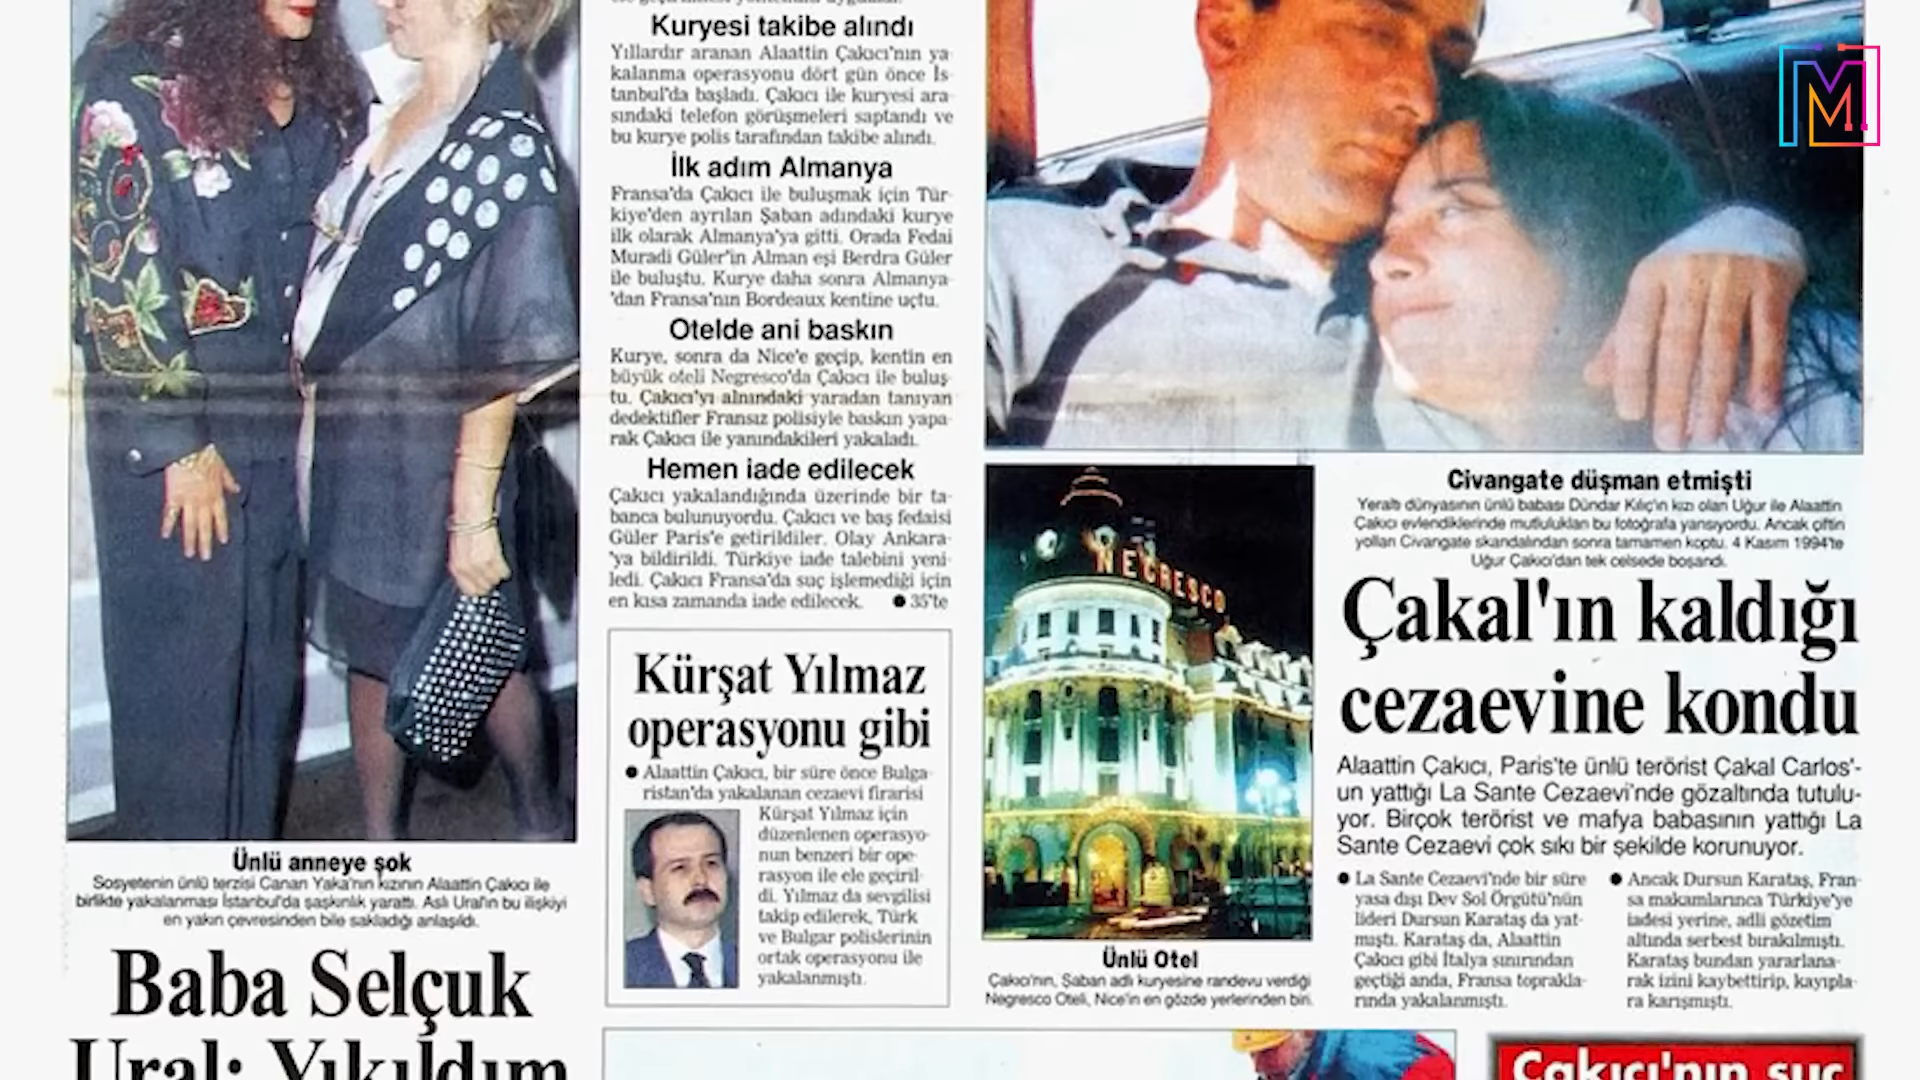 Kuryesi takibe alındı
Yıllardır aranan Alaattin Çakıcı'nın ya-
kalanma operasyonu dört gün önce İs-
tanbul'da başladı. Çakıcı ile kuryesi ara-
sındaki telefon görüşmeleri saptandı ve
bu kurye polis tarafından takibe alındı.
İlk adım Almanya
Fransa'da Çakıcı ile buluşmak için Tür-
kiye'den ayrılan Şaban adındaki kurye
ilk olarak Almanya'ya gitti. Orada Fedai
Muradi Güler'in Alman eşi Berdra Güler
ile buluştu. Kurye daha sonra Almanya-
'dan Fransa'nın Bordeaux kentine uçtu.
Otelde ani baskın
Kurye, sonra da Nice'e geçip, kentin en
büyük oteli Negresco'da Çakıcı ile buluş-
tu. Çakıcı'yı alnındaki yaradan tanıyan
dedektifler Fransız polisiyle baskın yapa-
rak Çakıcı ile yanındakileri yakaladı.
Hemen iade edilecek
Çakıcı yakalandığında üzerinde bir ta-
banca bulunuyordu. Çakıcı ve baş fedaisi
Güler Paris'e getirildiler. Olay Ankara-
'ya bildirildi. Türkiye iade talebini yeni-
ledi. Çakıcı Fransa'da suç işlemediği için
en kısa zamanda iade edilecek. ● 35'te
Kürşat Yılmaz
operasyonu gibi
● Alaattin Çakıcı, bir süre önce Bulga-
ristan'da yakalanan cezaevi firarisi
Kürşat Yılmaz için
düzenlenen operasyo-
nun benzeri bir ope-
rasyon ile ele geçiril-
di. Yılmaz da sevgilisi
takip edilerek, Türk
ve Bulgar polislerinin
ortak operasyonu ile
yakalanmıştı.
Ünlü anneye şok
Sosyetenin ünlü terzisi Canan Yaka'nın kızının Alaattin Çakıcı ile
birlikte yakalanması İstanbul'da şaşkınlık yarattı. Aslı Ural'ın bu ilişkiyi
en yakın çevresinden bile sakladığı anlaşıldı.
Baba Selçuk
Ural: Yıkıldım
NEGRESCO
Ünlü Otel
Çakıcı'nın, Şaban adlı kuryesine randevu verdiği
Negresco Oteli, Nice'in en gözde yerlerinden biri.
Civangate düşman etmişti
Yeraltı dünyasının ünlü babası Dündar Kılıç'ın kızı olan Uğur ile Alaattin
Çakıcı evlendiklerinde mutlulukları bu fotoğrafa yansıyordu. Ancak çiftin
yolları Civangate skandalından sonra tamamen koptu. 4 Kasım 1994'te
Uğur Çakıcı'dan tek celsede boşandı.
Çakal'ın kaldığı
cezaevine kondu
Alaattin Çakıcı, Paris'te ünlü terörist Çakal Carlos'-
un yattığı La Sante Cezaevi'nde gözaltında tutulu-
yor. Birçok terörist ve mafya babasının yattığı La
Sante Cezaevi çok sıkı bir şekilde korunuyor.
● La Sante Cezaevi'nde bir süre
yasa dışı Dev Sol Örgütü'nün
lideri Dursun Karataş da yat-
mıştı. Karataş da, Alaattin
Çakıcı gibi İtalya sınırından
geçtiği anda, Fransa toprakla-
rında yakalanmıştı.
● Ancak Dursun Karataş, Fran-
sa makamlarınca Türkiye'ye
iadesi yerine, adli gözetim
altında serbest bırakılmıştı.
Karataş bundan yararlana-
rak izini kaybettirip, kayıpla-
ra karışmıştı.
Çakıcı'nın suç
M